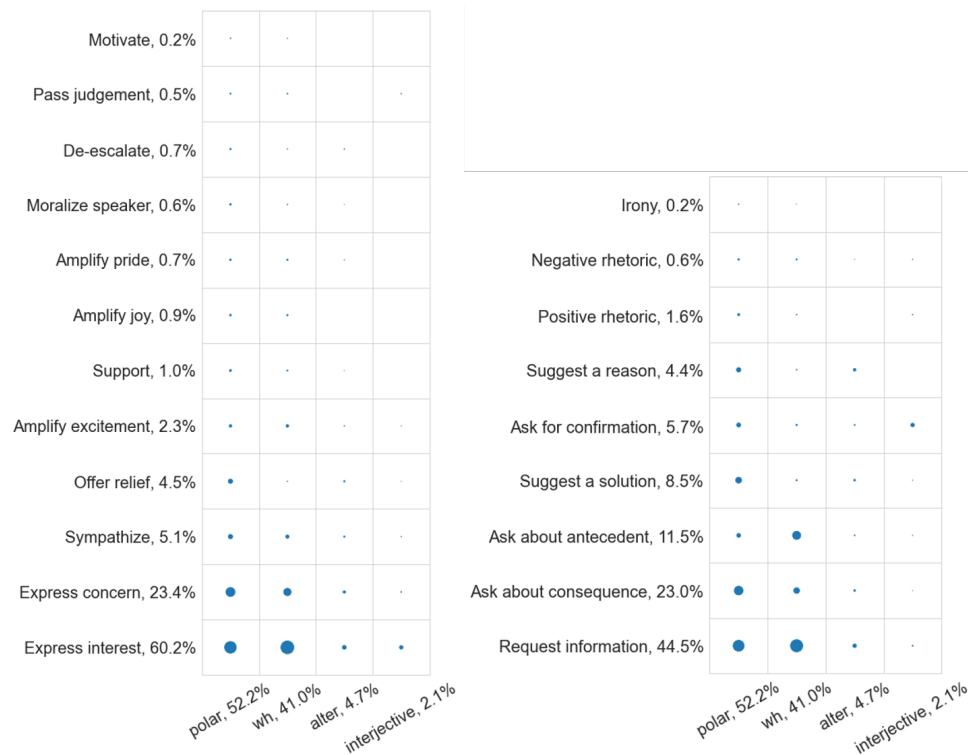 Motivate, 0.2%
Pass judgement, 0.5%
De-escalate, 0.7%
Moralize speaker, 0.6%
Amplify pride, 0.7%
Amplify joy, 0.9%
Support, 1.0%
Amplify excitement, 2.3%
Offer relief, 4.5%
Sympathize, 5.1%
Express concern, 23.4%
Express interest, 60.2%
polar, 52.2%
wh, 41.0%
alter, 4.7%
interjective, 2.1%
Irony, 0.2%
Negative rhetoric, 0.6%
Positive rhetoric, 1.6%
Suggest a reason, 4.4%
Ask for confirmation, 5.7%
Suggest a solution, 8.5%
Ask about antecedent, 11.5%
Ask about consequence, 23.0%
Request information, 44.5%
polar, 52.2%
wh, 41.0%
alter, 4.7%
interjective, 2.1%